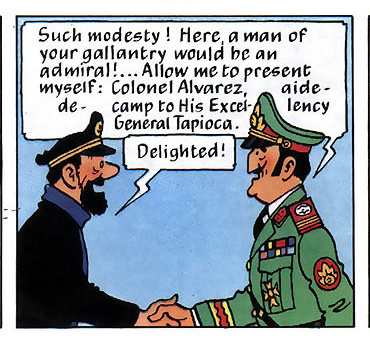 Such modesty! Here, a man of
your gallantry would be an
admiral!... Allow me to present
myself: Colonel Alvarez, aide-
de-camp to His Excel-lency
General Tapioca.
Delighted!